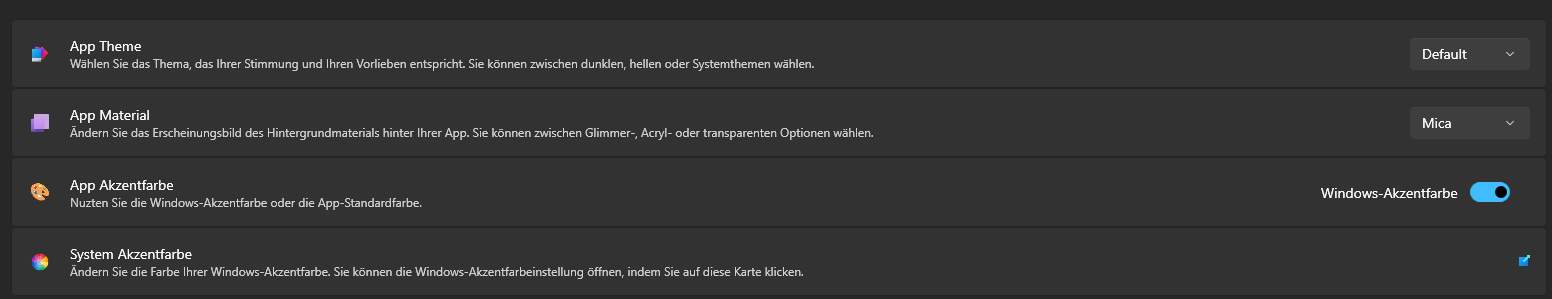 App Theme
Wählen Sie das Thema, das Ihrer Stimmung und Ihren Vorlieben entspricht. Sie können zwischen dunklen, hellen oder Systemthemen wählen.
Default
App Material
Ändern Sie das Erscheinungsbild des Hintergrundmaterials hinter Ihrer App. Sie können zwischen Glimmer-, Acryl- oder transparenten Optionen wählen.
Mica
App Akzentfarbe
Nuzten Sie die Windows-Akzentfarbe oder die App-Standardfarbe.
Windows-Akzentfarbe
System Akzentfarbe
Ändern Sie die Farbe Ihrer Windows-Akzentfarbe. Sie können die Windows-Akzentfarbeinstellung öffnen, indem Sie auf diese Karte klicken.